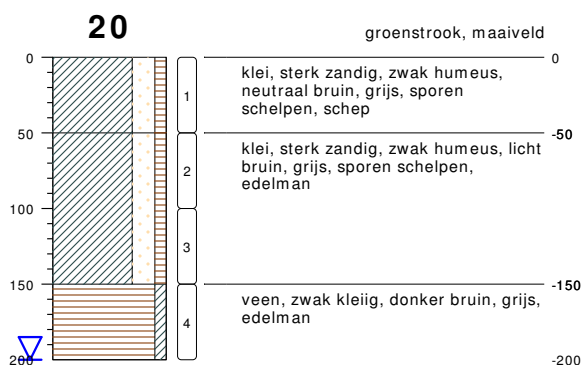 20
groenstrook, maaiveld
0
0
klei, sterk zandig, zwak humeus,
neutraal bruin, grijs, sporen
schelpen, schep
1
50
-50
klei, sterk zandig, zwak humeus, licht
bruin, grijs, sporen schelpen,
edelman
2
100
3
150
-150
veen, zwak kleiig, donker bruin, grijs,
edelman
4
200
-200